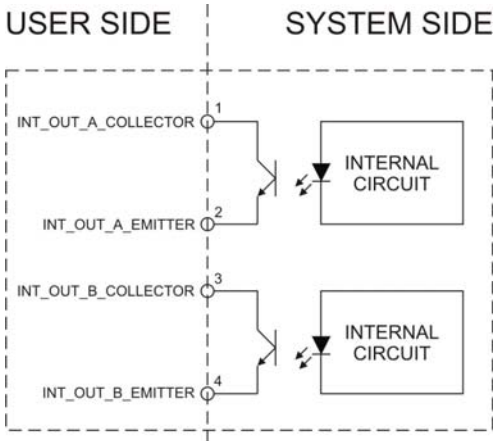 USER SIDE
SYSTEM SIDE
1
INT_OUT_A_COLLECTOR
INTERNAL
CIRCUIT
2
INT_OUT_A_EMITTER
3
INT_OUT_B_COLLECTOR
INTERNAL
CIRCUIT
4
INT_OUT_B_EMITTER